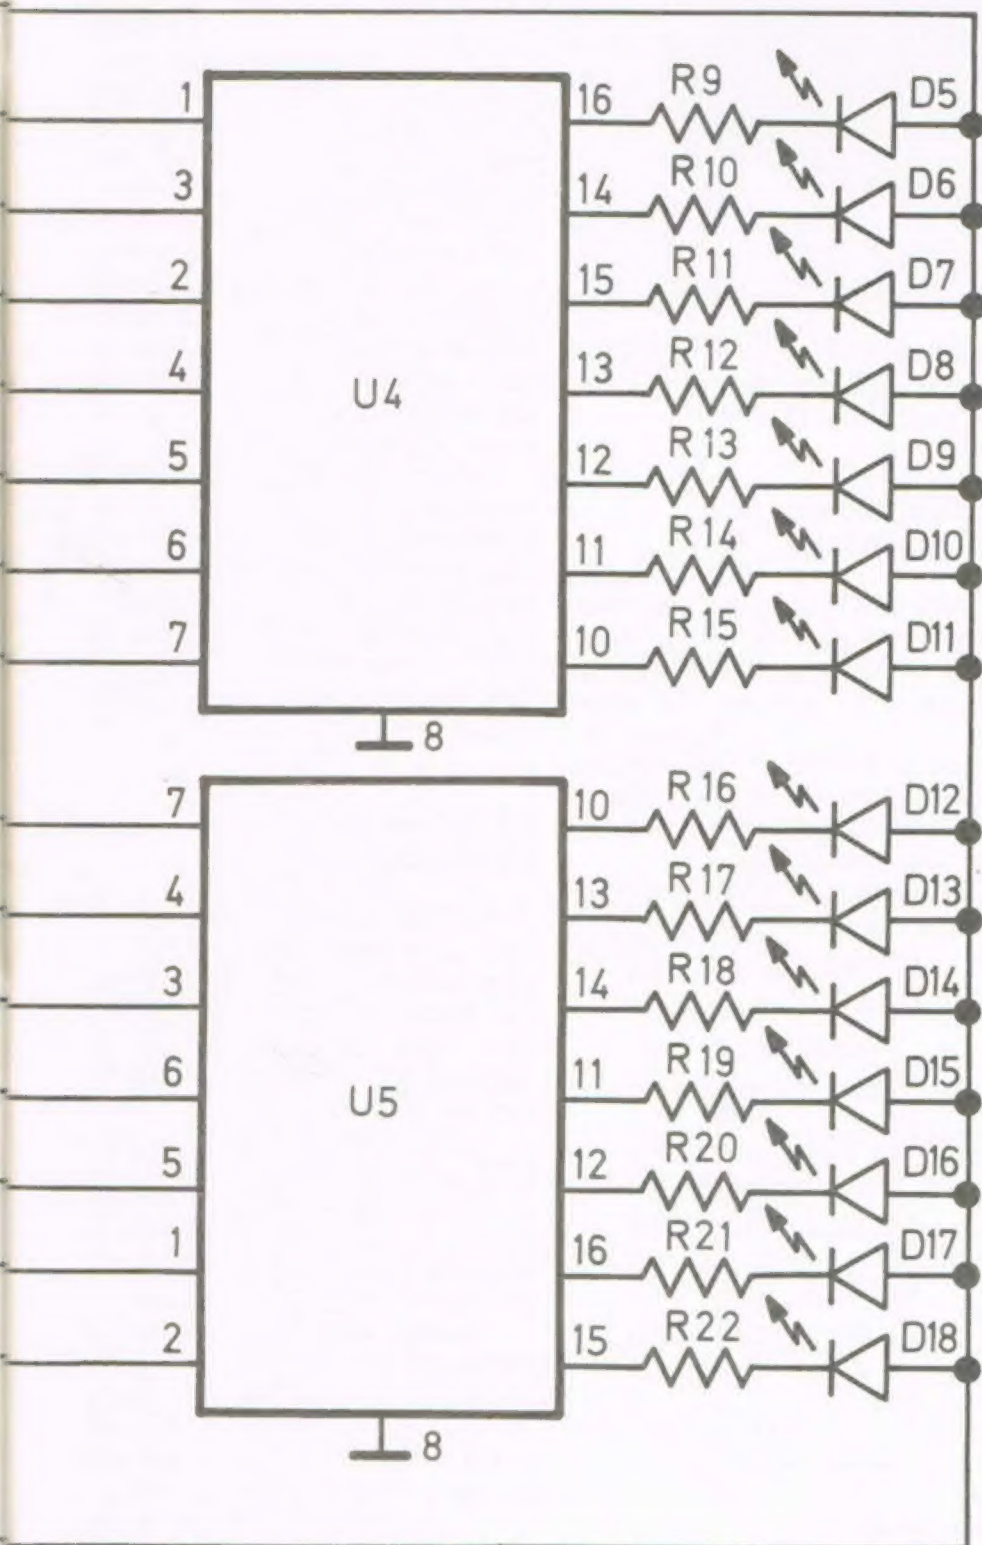 1 16 R9 D5
3 14 R10 D6
2 15 R11 D7
4 13 R12 D8
U4
5 12 R13 D9
6 11 R14 D10
7 10 R15 D11
8
7 10 R16 D12
4 13 R17 D13
3 14 R18 D14
6 11 R19 D15
U5
5 12 R20 D16
1 16 R21 D17
2 15 R22 D18
8